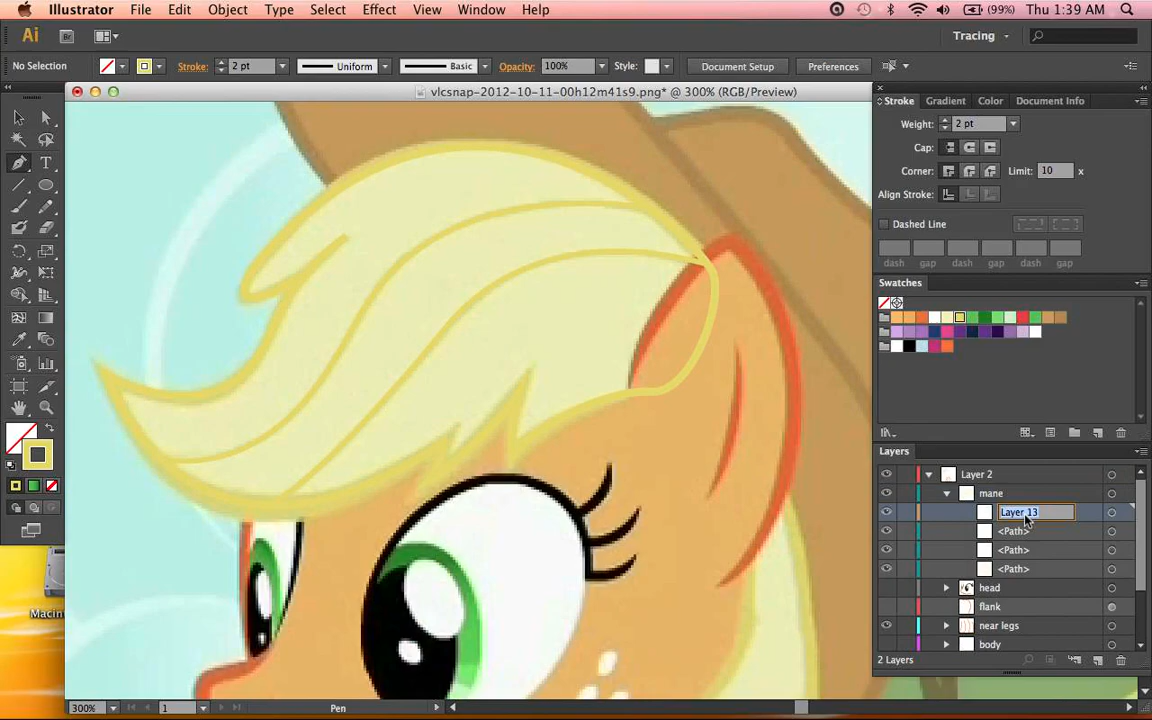 Illustrator File Edit Object Type Select Effect View Window Help (99%) Thu 1:39 AM
Ai Br Tracing
No Selection Stroke: 2 pt Uniform Basic Opacity: 100% Style: Document Setup Preferences
vlcsnap-2012-10-11-00h12m41s9.png* @ 300% (RGB/Preview)
Stroke Gradient Color Document Info
Weight: 2 pt
Cap:
Corner: Limit: 10 x
Align Stroke:
Dashed Line
dash gap dash gap dash gap
Swatches
Layers
Layer 2
mane
Layer 13
<Path>
<Path>
<Path>
head
flank
near legs
body
2 Layers
Macint
300% 1 Pen